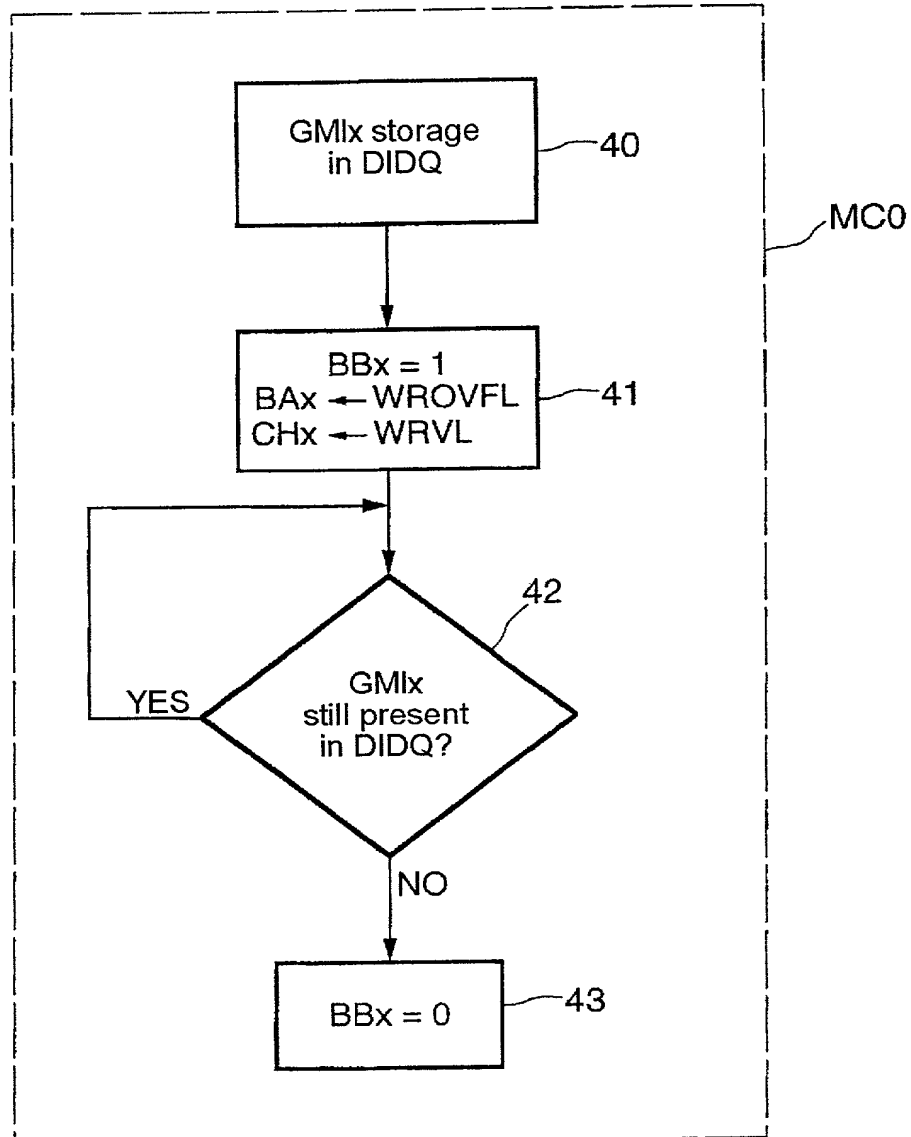 GMIx storage
in DIDQ
40
MC0
BBx = 1
BAx ← WROVFL
CHx ← WRVL
41
42
GMIx
still present
in DIDQ?
YES
NO
BBx = 0
43